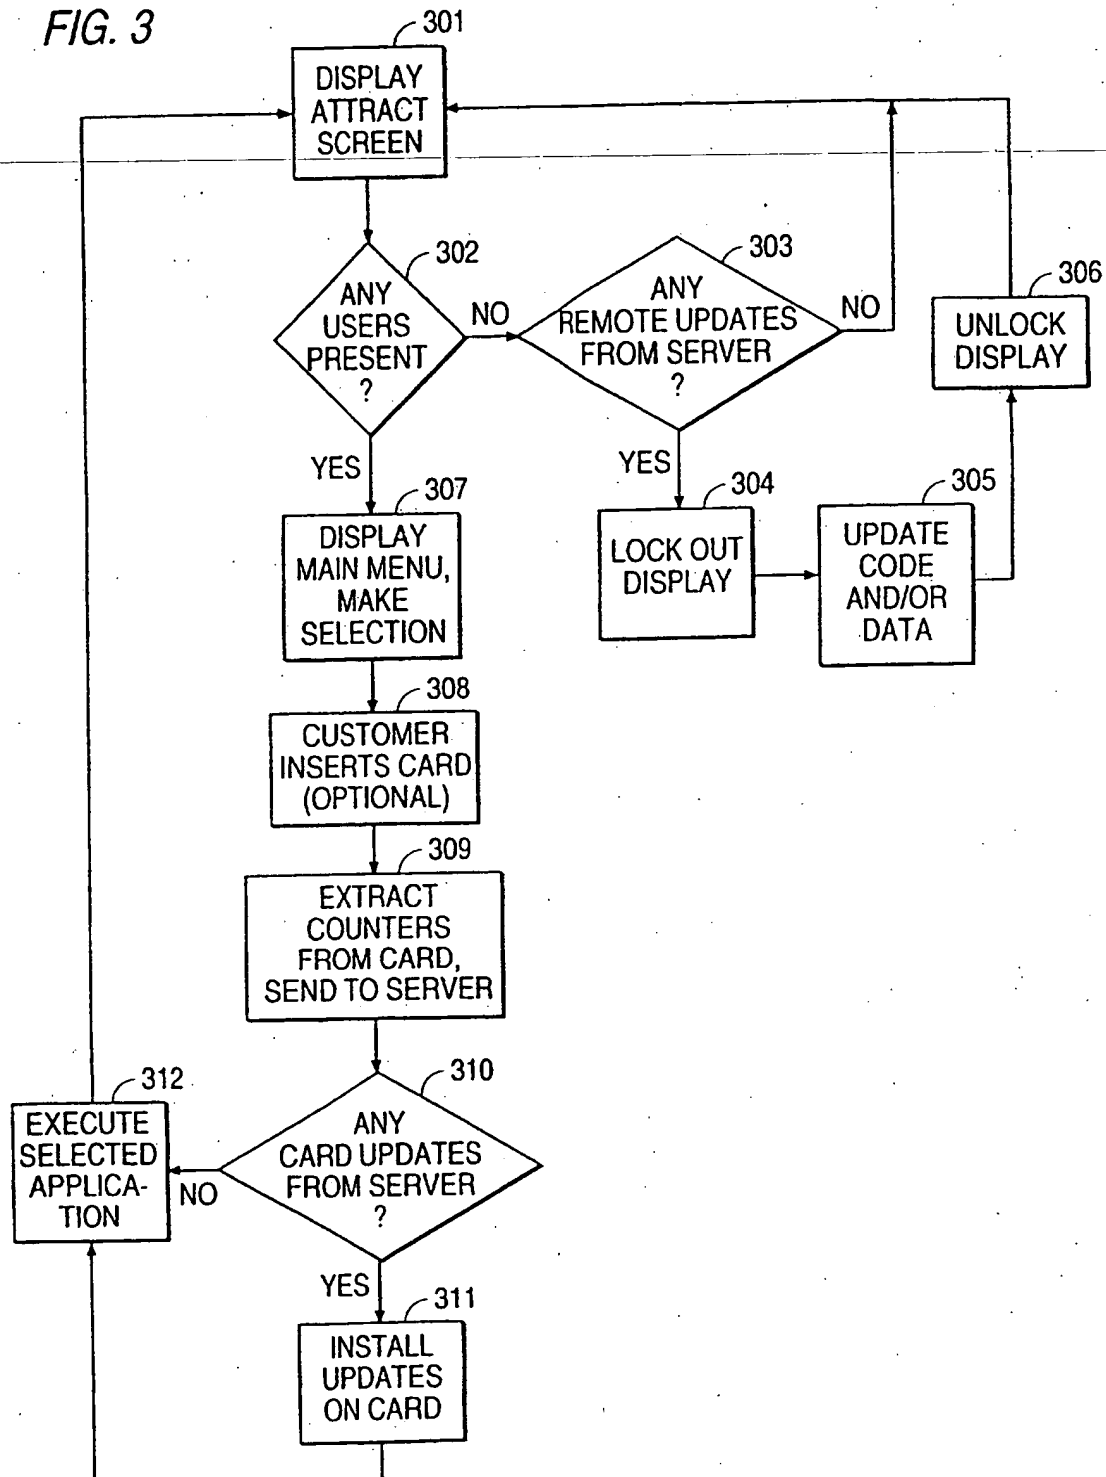 FIG. 3
301
DISPLAY
ATTRACT
SCREEN
302
ANY
USERS
PRESENT
?
NO
303
ANY
REMOTE UPDATES
FROM SERVER
?
NO
306
UNLOCK
DISPLAY
YES
YES
304
LOCK OUT
DISPLAY
305
UPDATE
CODE
AND/OR
DATA
307
DISPLAY
MAIN MENU,
MAKE
SELECTION
308
CUSTOMER
INSERTS CARD
(OPTIONAL)
309
EXTRACT
COUNTERS
FROM CARD,
SEND TO SERVER
310
ANY
CARD UPDATES
FROM SERVER
?
NO
312
EXECUTE
SELECTED
APPLICA-
TION
YES
311
INSTALL
UPDATES
ON CARD